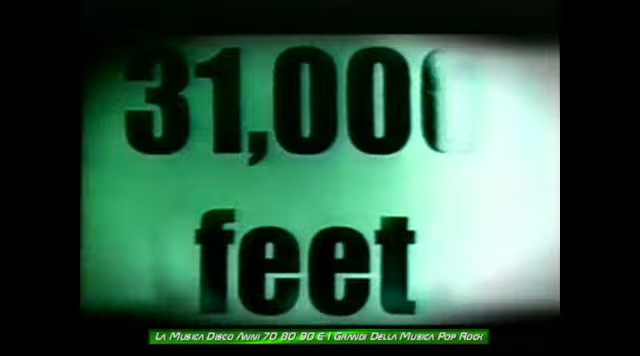 31,000
feet
La Musica Disco Anni 70 80 90 E I Grandi Della Musica Pop Rock